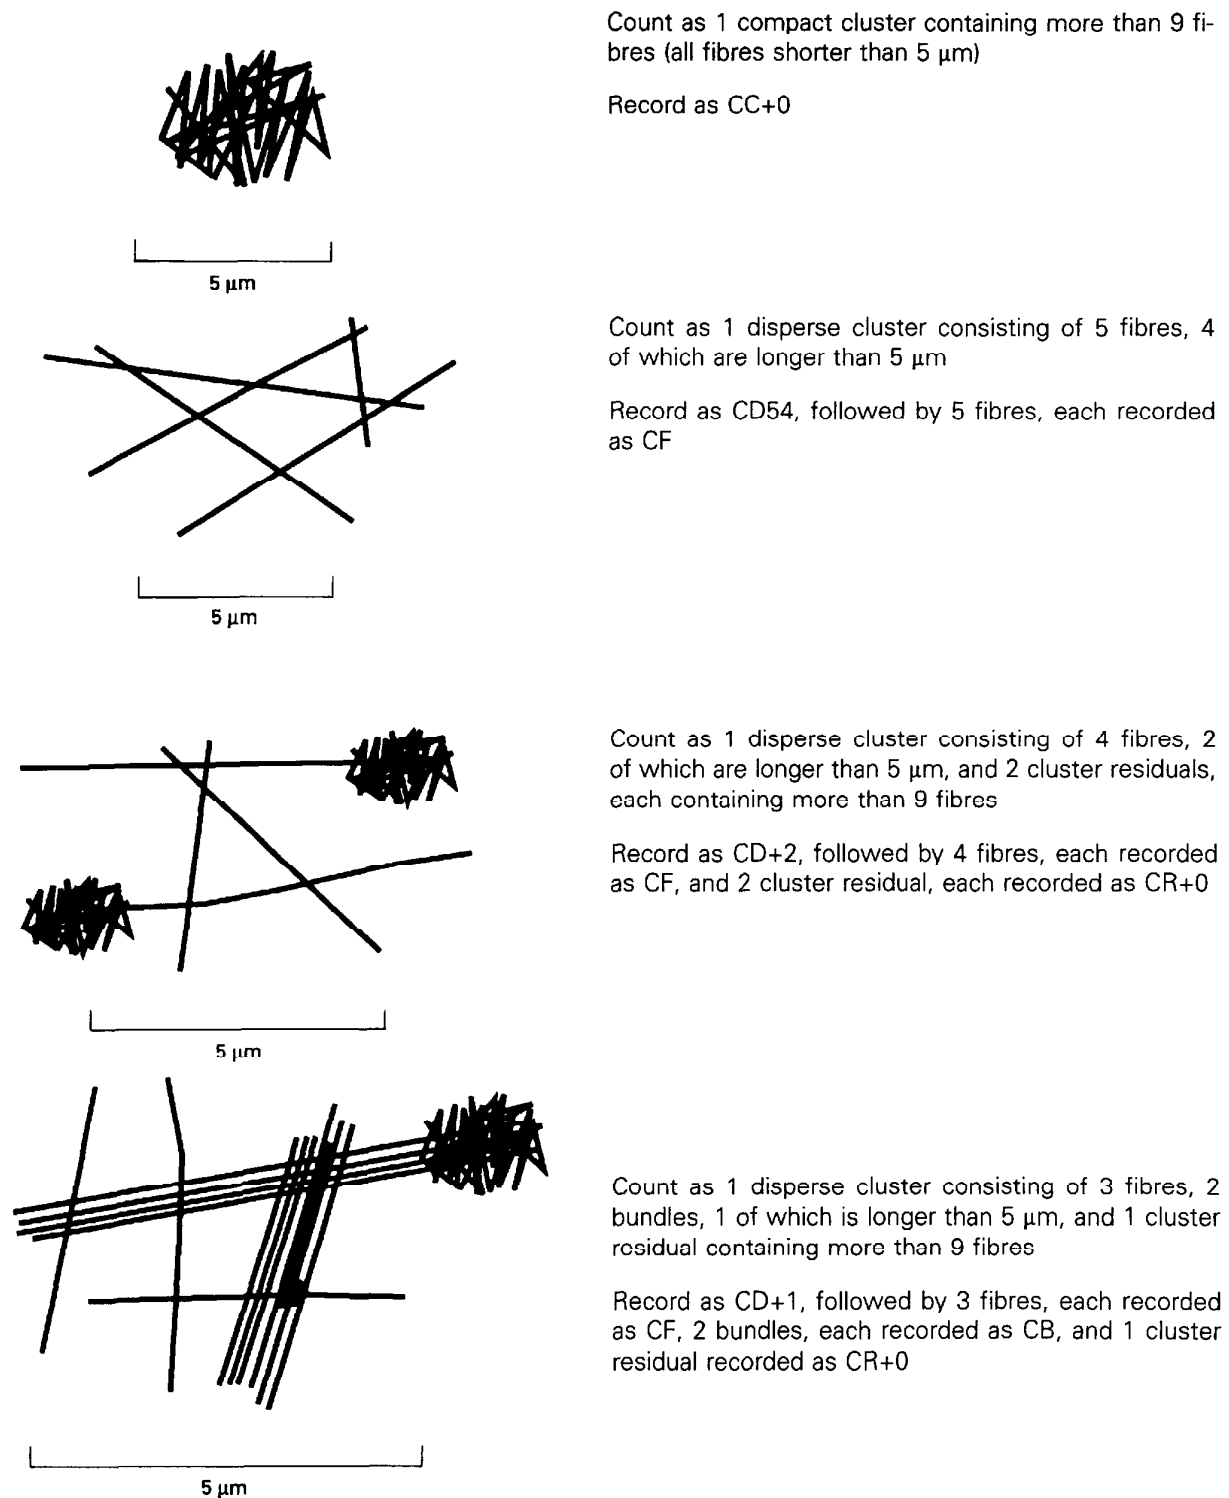 Count as 1 compact cluster containing more than 9 fi-
bres (all fibres shorter than 5 µm)
Record as CC+0
5 µm
Count as 1 disperse cluster consisting of 5 fibres, 4
of which are longer than 5 µm
Record as CD54, followed by 5 fibres, each recorded
as CF
5 µm
Count as 1 disperse cluster consisting of 4 fibres, 2
of which are longer than 5 µm, and 2 cluster residuals,
each containing more than 9 fibres
Record as CD+2, followed by 4 fibres, each recorded
as CF, and 2 cluster residual, each recorded as CR+0
5 µm
Count as 1 disperse cluster consisting of 3 fibres, 2
bundles, 1 of which is longer than 5 µm, and 1 cluster
residual containing more than 9 fibres
Record as CD+1, followed by 3 fibres, each recorded
as CF, 2 bundles, each recorded as CB, and 1 cluster
residual recorded as CR+0
5 µm